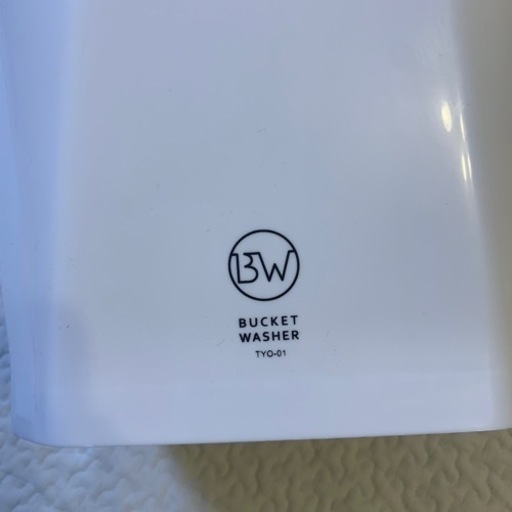 BW
BUCKET
WASHER
TYO-01